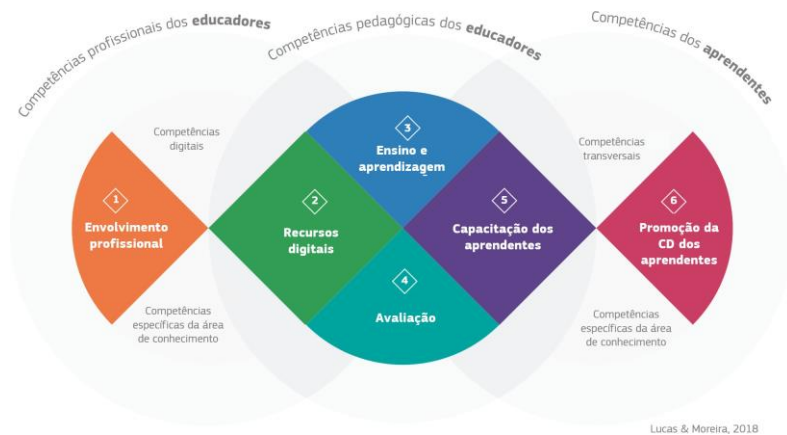 Competências profissionais dos educadores
Competências pedagógicas dos educadores
Competências dos aprendentes
Competências
digitais
3
Ensino e
aprendizagem
Competências
transversais
1
Envolvimento
profissional
2
Recursos
digitais
5
Capacitação dos
aprendentes
6
Promoção da
CD dos
aprendentes
4
Avaliação
Competências
específicas da área
de conhecimento
Competências
específicas da área
de conhecimento
Lucas & Moreira, 2018